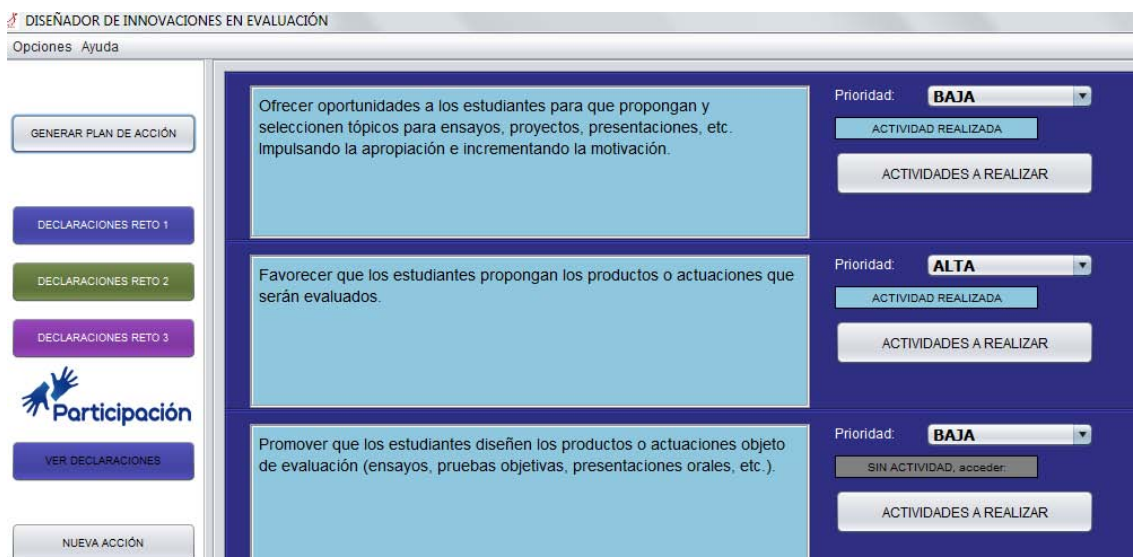 DISEÑADOR DE INNOVACIONES EN EVALUACIÓN
Opciones Ayuda
GENERAR PLAN DE ACCIÓN
DECLARACIONES RETO 1
DECLARACIONES RETO 2
DECLARACIONES RETO 3
Participación
VER DECLARACIONES
NUEVA ACCIÓN
Ofrecer oportunidades a los estudiantes para que propongan y
seleccionen tópicos para ensayos, proyectos, presentaciones, etc.
Impulsando la apropiación e incrementando la motivación.
Prioridad: BAJA
ACTIVIDAD REALIZADA
ACTIVIDADES A REALIZAR
Favorecer que los estudiantes propongan los productos o actuaciones que
serán evaluados.
Prioridad: ALTA
ACTIVIDAD REALIZADA
ACTIVIDADES A REALIZAR
Promover que los estudiantes diseñen los productos o actuaciones objeto
de evaluación (ensayos, pruebas objetivas, presentaciones orales, etc.).
Prioridad: BAJA
SIN ACTIVIDAD, acceder:
ACTIVIDADES A REALIZAR